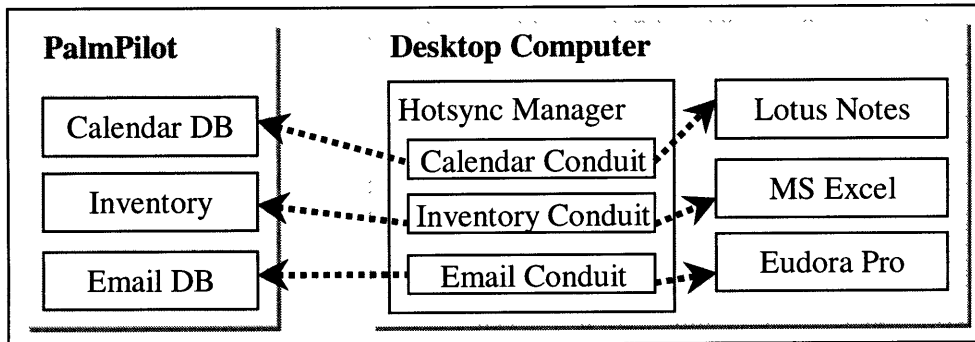 PalmPilot
Calendar DB
Inventory
Email DB
Desktop Computer
Hotsync Manager
Calendar Conduit
Inventory Conduit
Email Conduit
Lotus Notes
MS Excel
Eudora Pro